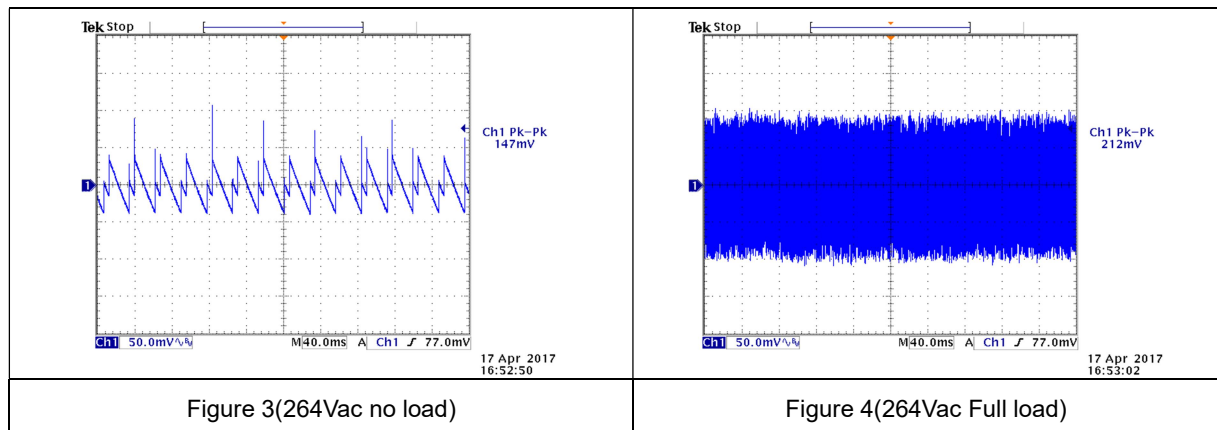 Tek Stop
1
Ch1 Pk-Pk
147mV
Ch1 50.0mV M 40.0ms A Ch1 77.0mV
17 Apr 2017
16:52:50
Figure 3(264Vac no load)
Tek Stop
1
Ch1 Pk-Pk
212mV
Ch1 50.0mV M 40.0ms A Ch1 77.0mV
17 Apr 2017
16:53:02
Figure 4(264Vac Full load)